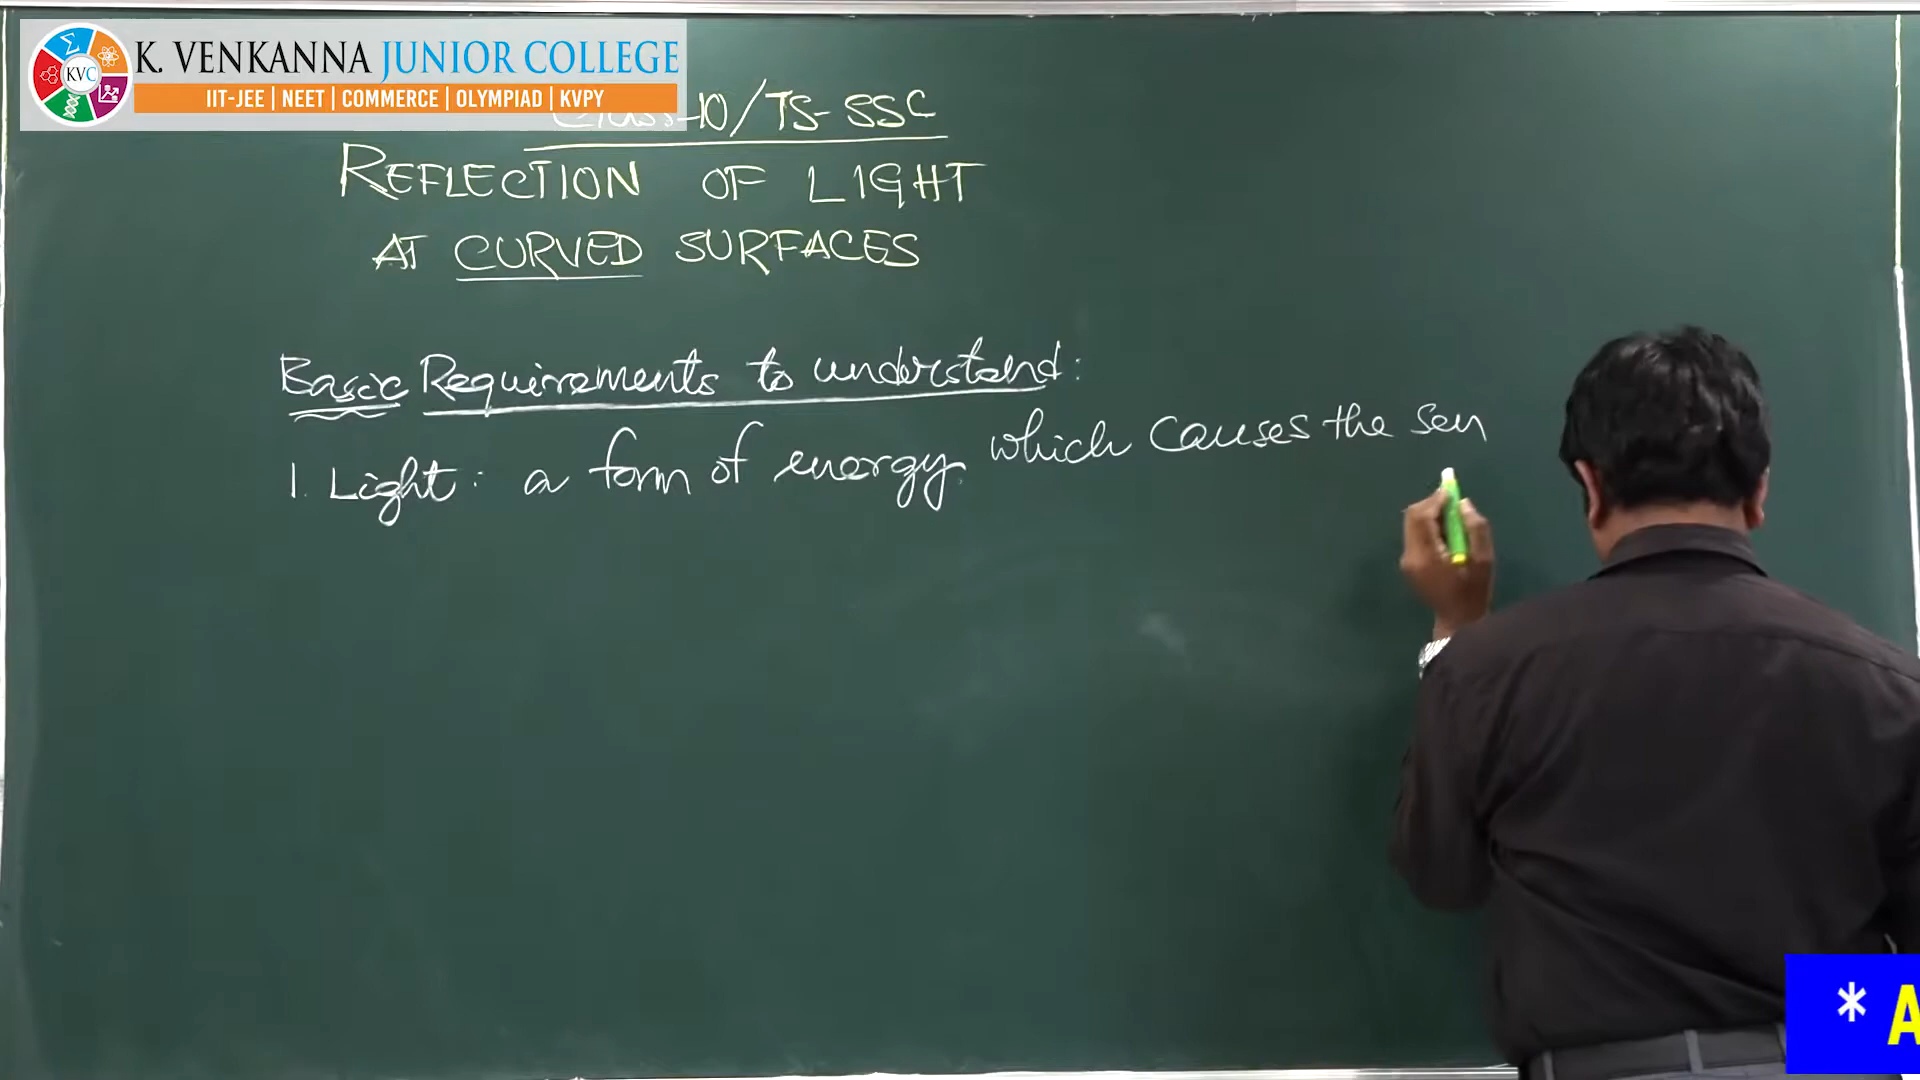 K. VENKANNA JUNIOR COLLEGE
KVC
IIT-JEE | NEET | COMMERCE | OLYMPIAD | KVPY
Class-10/TS-SSC
REFLECTION OF LIGHT
AT CURVED SURFACES
Basic Requirements to understand:
1. Light: a form of energy which causes the sen
* A